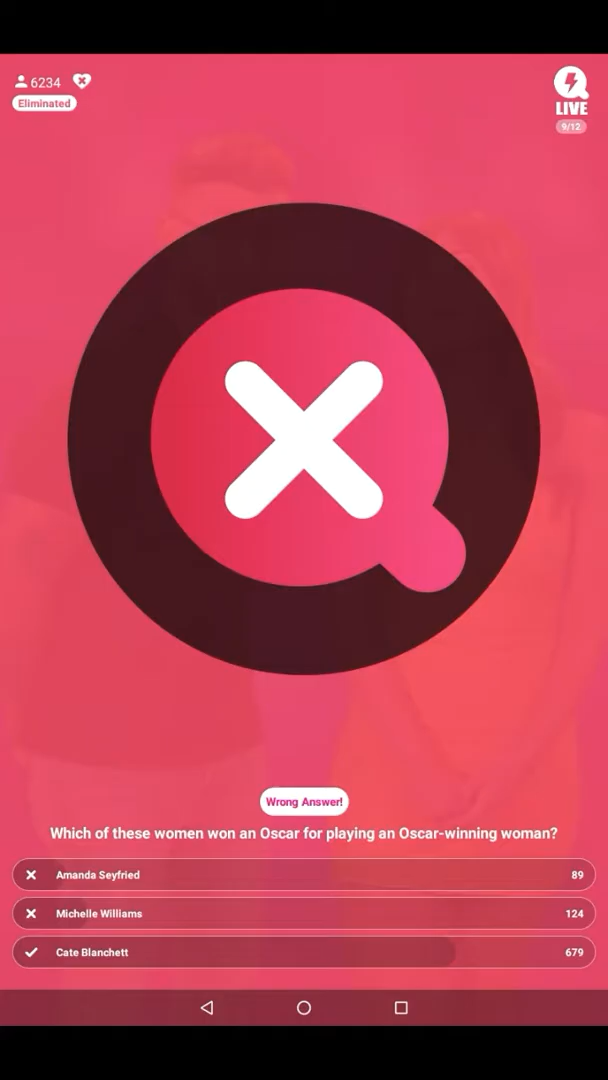 6234
Eliminated
LIVE
9/12
Wrong Answer!
Which of these women won an Oscar for playing an Oscar-winning woman?
Amanda Seyfried 89
Michelle Williams 124
Cate Blanchett 679